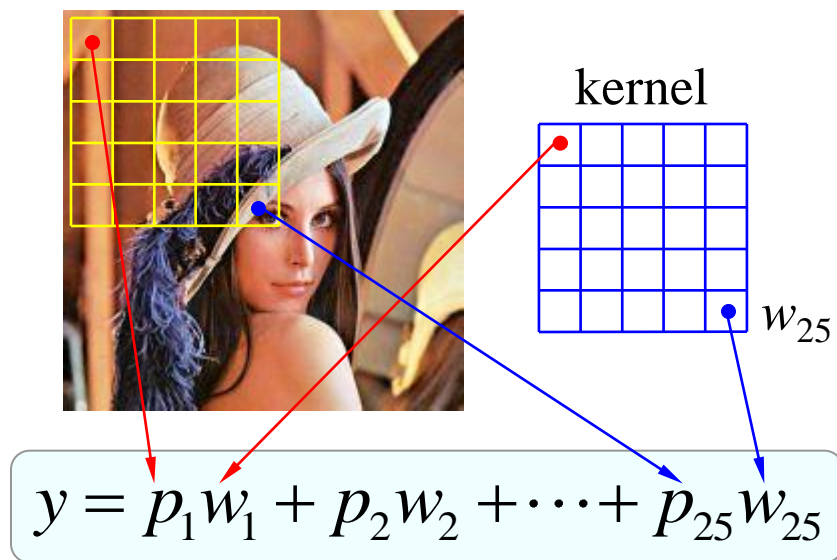 kernel
w₂₅
y = p₁w₁ + p₂w₂ + ⋯ + p₂₅w₂₅